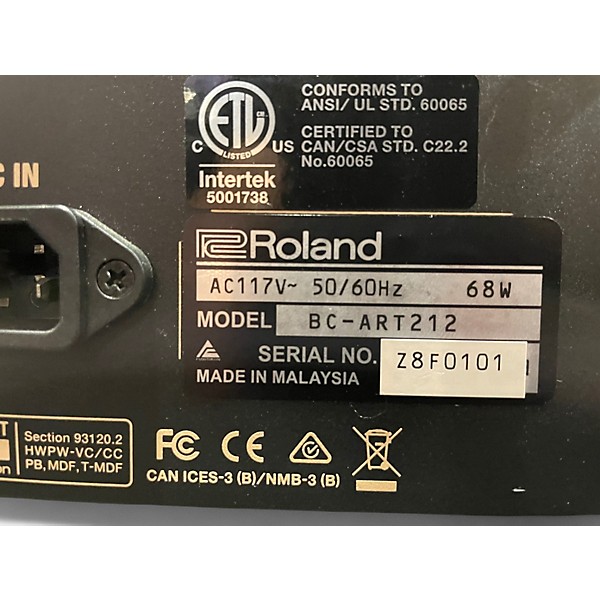 CONFORMS TO
ANSI/ UL STD. 60065
CERTIFIED TO
CAN/CSA STD. C22.2
No.60065
ETL CM
LISTED
C US
Intertek
5001738
C IN
Roland
AC117V~ 50/60Hz 68W
MODEL BC-ART212
SERIAL NO. Z8F0101
MADE IN MALAYSIA
Section 93120.2
HWPW-VC/CC
PB, MDF, T-MDF
FC CE
CAN ICES-3 (B)/NMB-3 (B)